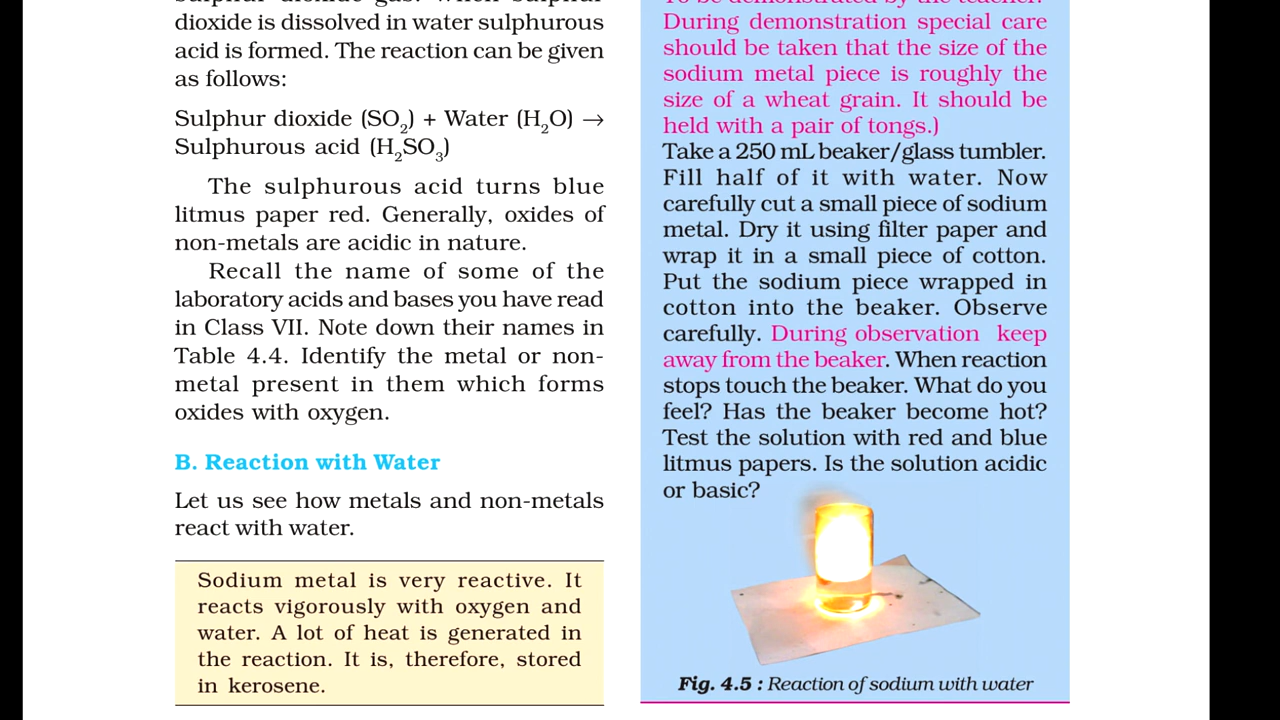 dioxide is dissolved in water sulphurous
acid is formed. The reaction can be given
as follows:
Sulphur dioxide (SO₂) + Water (H₂O) →
Sulphurous acid (H₂SO₃)
The sulphurous acid turns blue
litmus paper red. Generally, oxides of
non-metals are acidic in nature.
Recall the name of some of the
laboratory acids and bases you have read
in Class VII. Note down their names in
Table 4.4. Identify the metal or non-
metal present in them which forms
oxides with oxygen.
B. Reaction with Water
Let us see how metals and non-metals
react with water.
Sodium metal is very reactive. It
reacts vigorously with oxygen and
water. A lot of heat is generated in
the reaction. It is, therefore, stored
in kerosene.
To be demonstrated by the teacher.
During demonstration special care
should be taken that the size of the
sodium metal piece is roughly the
size of a wheat grain. It should be
held with a pair of tongs.)
Take a 250 mL beaker/glass tumbler.
Fill half of it with water. Now
carefully cut a small piece of sodium
metal. Dry it using filter paper and
wrap it in a small piece of cotton.
Put the sodium piece wrapped in
cotton into the beaker. Observe
carefully. During observation keep
away from the beaker. When reaction
stops touch the beaker. What do you
feel? Has the beaker become hot?
Test the solution with red and blue
litmus papers. Is the solution acidic
or basic?
Fig. 4.5 : Reaction of sodium with water